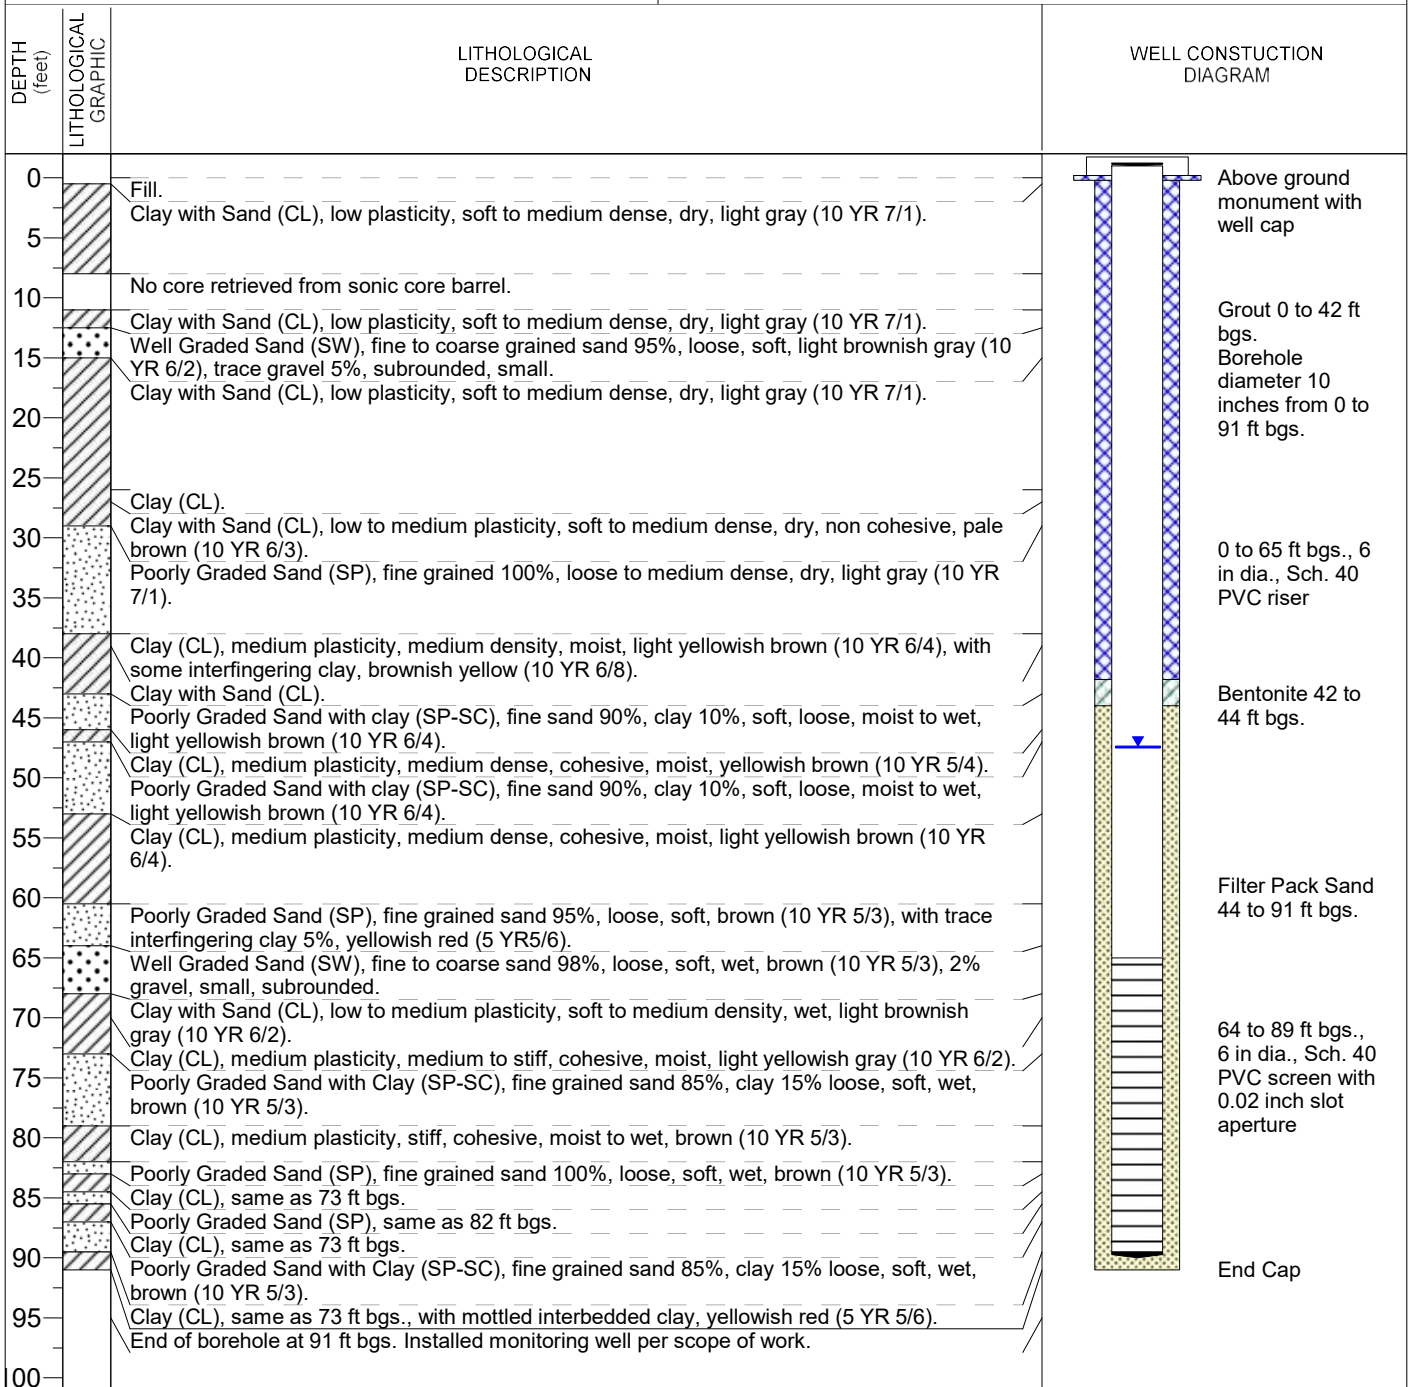 DEPTH
(feet)
LITHOLOGICAL
GRAPHIC
LITHOLOGICAL
DESCRIPTION
WELL CONSTUCTION
DIAGRAM
0
5
10
15
20
25
30
35
40
45
50
55
60
65
70
75
80
85
90
95
100
Fill.
Clay with Sand (CL), low plasticity, soft to medium dense, dry, light gray (10 YR 7/1).
No core retrieved from sonic core barrel.
Clay with Sand (CL), low plasticity, soft to medium dense, dry, light gray (10 YR 7/1).
Well Graded Sand (SW), fine to coarse grained sand 95%, loose, soft, light brownish gray (10
YR 6/2), trace gravel 5%, subrounded, small.
Clay with Sand (CL), low plasticity, soft to medium dense, dry, light gray (10 YR 7/1).
Clay (CL).
Clay with Sand (CL), low to medium plasticity, soft to medium dense, dry, non cohesive, pale
brown (10 YR 6/3).
Poorly Graded Sand (SP), fine grained 100%, loose to medium dense, dry, light gray (10 YR
7/1).
Clay (CL), medium plasticity, medium density, moist, light yellowish brown (10 YR 6/4), with
some interfingering clay, brownish yellow (10 YR 6/8).
Clay with Sand (CL).
Poorly Graded Sand with clay (SP-SC), fine sand 90%, clay 10%, soft, loose, moist to wet,
light yellowish brown (10 YR 6/4).
Clay (CL), medium plasticity, medium dense, cohesive, moist, yellowish brown (10 YR 5/4).
Poorly Graded Sand with clay (SP-SC), fine sand 90%, clay 10%, soft, loose, moist to wet,
light yellowish brown (10 YR 6/4).
Clay (CL), medium plasticity, medium dense, cohesive, moist, light yellowish brown (10 YR
6/4).
Poorly Graded Sand (SP), fine grained sand 95%, loose, soft, brown (10 YR 5/3), with trace
interfingering clay 5%, yellowish red (5 YR5/6).
Well Graded Sand (SW), fine to coarse sand 98%, loose, soft, wet, brown (10 YR 5/3), 2%
gravel, small, subrounded.
Clay with Sand (CL), low to medium plasticity, soft to medium density, wet, light brownish
gray (10 YR 6/2).
Clay (CL), medium plasticity, medium to stiff, cohesive, moist, light yellowish gray (10 YR 6/2).
Poorly Graded Sand with Clay (SP-SC), fine grained sand 85%, clay 15% loose, soft, wet,
brown (10 YR 5/3).
Clay (CL), medium plasticity, stiff, cohesive, moist to wet, brown (10 YR 5/3).
Poorly Graded Sand (SP), fine grained sand 100%, loose, soft, wet, brown (10 YR 5/3).
Clay (CL), same as 73 ft bgs.
Poorly Graded Sand (SP), same as 82 ft bgs.
Clay (CL), same as 73 ft bgs.
Poorly Graded Sand with Clay (SP-SC), fine grained sand 85%, clay 15% loose, soft, wet,
brown (10 YR 5/3).
Clay (CL), same as 73 ft bgs., with mottled interbedded clay, yellowish red (5 YR 5/6).
End of borehole at 91 ft bgs. Installed monitoring well per scope of work.
Above ground
monument with
well cap
Grout 0 to 42 ft
bgs.
Borehole
diameter 10
inches from 0 to
91 ft bgs.
0 to 65 ft bgs., 6
in dia., Sch. 40
PVC riser
Bentonite 42 to
44 ft bgs.
Filter Pack Sand
44 to 91 ft bgs.
64 to 89 ft bgs.,
6 in dia., Sch. 40
PVC screen with
0.02 inch slot
aperture
End Cap